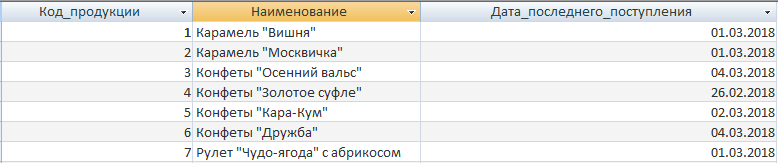 Код_продукции Наименование Дата_последнего_поступления
1 Карамель "Вишня" 01.03.2018
2 Карамель "Москвичка" 01.03.2018
3 Конфеты "Осенний вальс" 04.03.2018
4 Конфеты "Золотое суфле" 26.02.2018
5 Конфеты "Кара-Кум" 02.03.2018
6 Конфеты "Дружба" 04.03.2018
7 Рулет "Чудо-ягода" с абрикосом 01.03.2018